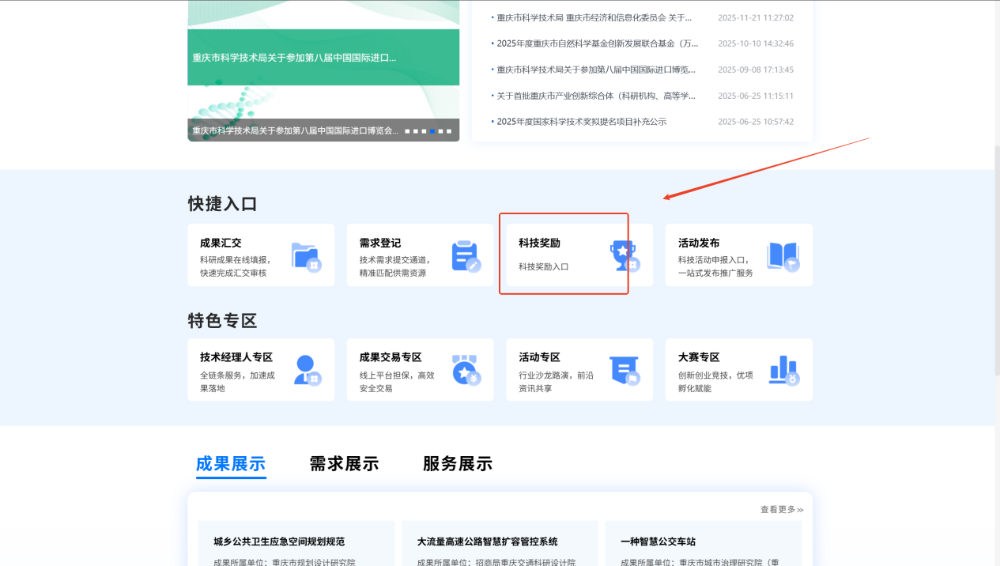 重庆市科学技术局关于参加第八届中国国际进口...
重庆市科学技术局关于参加第八届中国国际进口博览会...
•重庆市科学技术局 重庆市经济和信息化委员会 关于... 2025-11-21 11:27:02
•2025年度重庆市自然科学基金创新发展联合基金（万... 2025-10-10 14:32:46
•重庆市科学技术局关于参加第八届中国国际进口博览... 2025-09-08 17:13:45
•关于首批重庆市产业创新综合体（科研机构、高等学... 2025-06-25 11:15:11
•2025年度国家科学技术奖拟提名项目补充公示 2025-06-25 10:57:42
快捷入口
成果汇交
科研成果在线填报，
快速完成汇交审核
需求登记
技术需求提交通道，
精准匹配供需资源
科技奖励
科技奖励入口
活动发布
科技活动申报入口，
一站式发布推广服务
特色专区
技术经理人专区
全链条服务，加速成
果落地
成果交易专区
线上平台担保，高效
安全交易
活动专区
行业沙龙路演，前沿
资讯共享
大赛专区
创新创业竞技，优项
孵化赋能
成果展示 需求展示 服务展示
查看更多>>
城乡公共卫生应急空间规划规范
成果所属单位：重庆市规划设计研究院
大流量高速公路智慧扩容管控系统
成果所属单位：招商局重庆交通科研设计院
一种智慧公交车站
成果所属单位：重庆市城市治理研究院（重